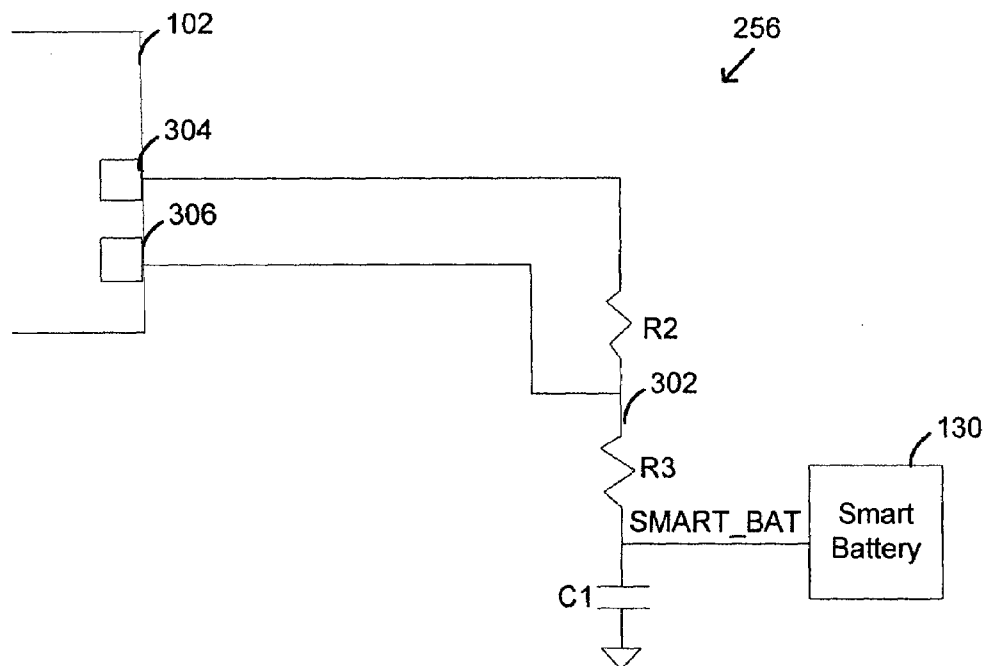 102
256
304
306
R2
302
130
R3
SMART_BAT
Smart
Battery
C1